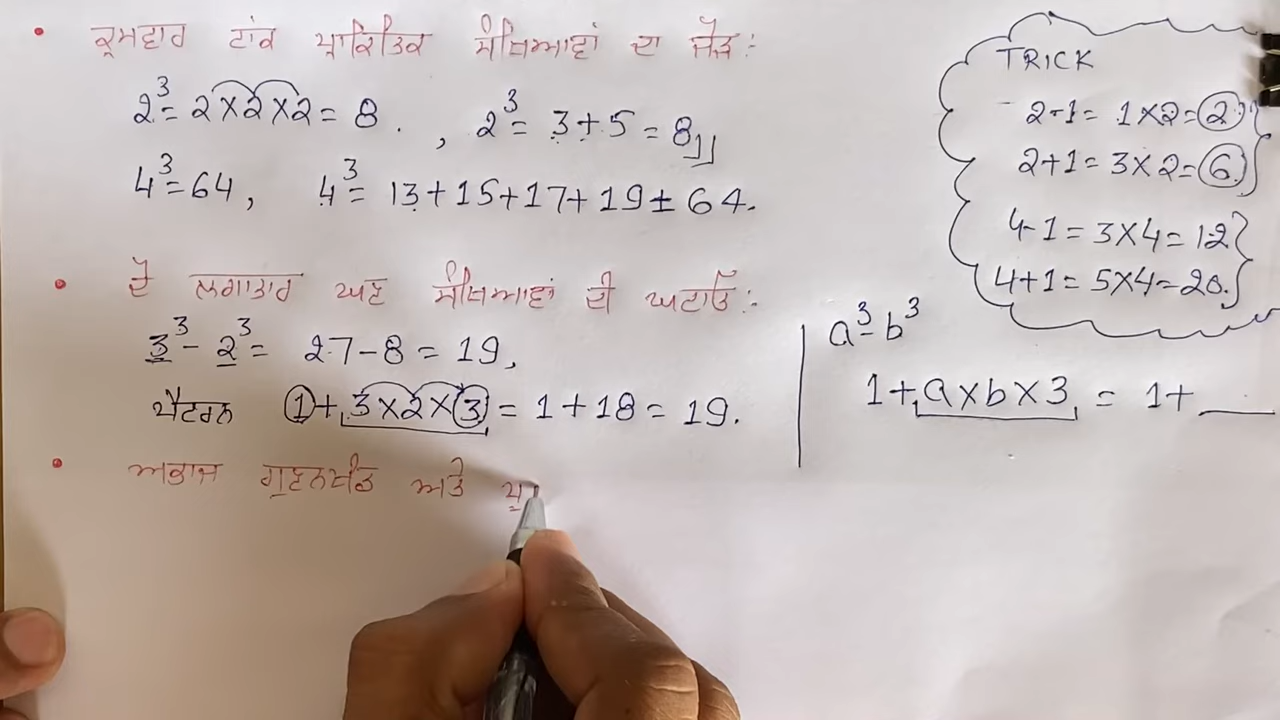 • ਕ੍ਰਮਵਾਰ ਟਾਂਕ ਪ੍ਰਾਕਿਰਤਿਕ ਸੰਖਿਆਵਾਂ ਦਾ ਜੋੜ :-
2³= 2×2×2= 8 . , 2³= 3+5=8
4³=64 , 4³= 13+15+17+19= 64.
• ਦੋ ਲਗਾਤਾਰ ਘਣ ਸੰਖਿਆਵਾਂ ਦੀ ਘਟਾਓ :-
3³- 2³= 27-8 = 19,
ਪੈਟਰਨ 1+3×2×3 = 1+18 = 19.
• ਅਭਾਜ ਗੁਣਨਖੰਡ ਅਤੇ
TRICK
2-1= 1×2=2
2+1= 3×2=6
4-1=3×4=12
4+1=5×4=20.
a³-b³
1+a×b×3 = 1+___